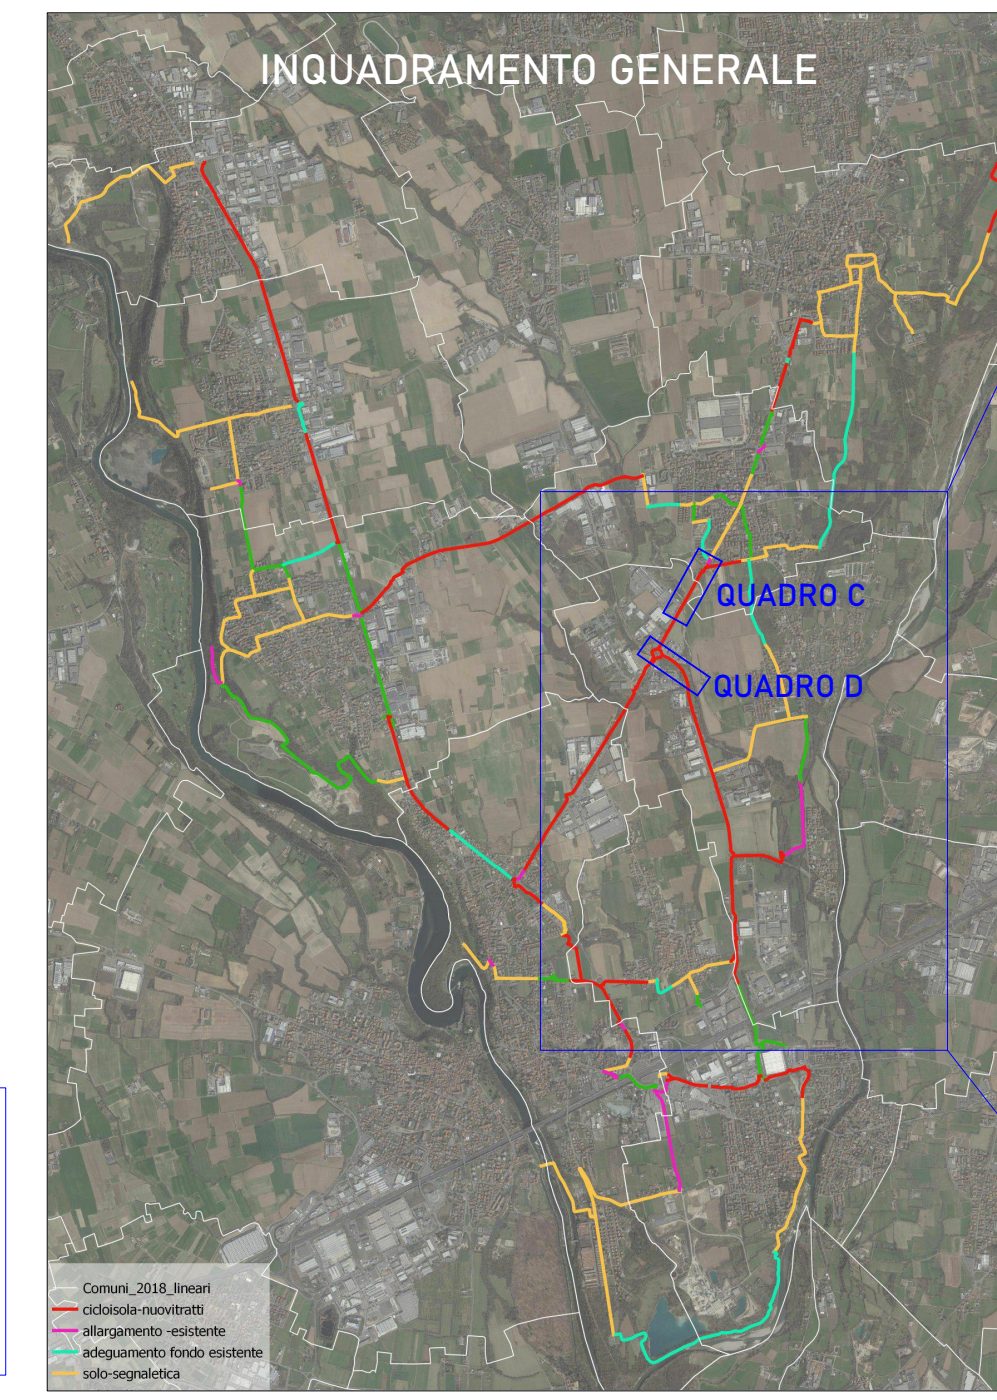 INQUADRAMENTO GENERALE
QUADRO C
QUADRO D
Comuni_2018_lineari
cicloisola-nuovitratti
allargamento -esistente
adeguamento fondo esistente
solo-segnaletica